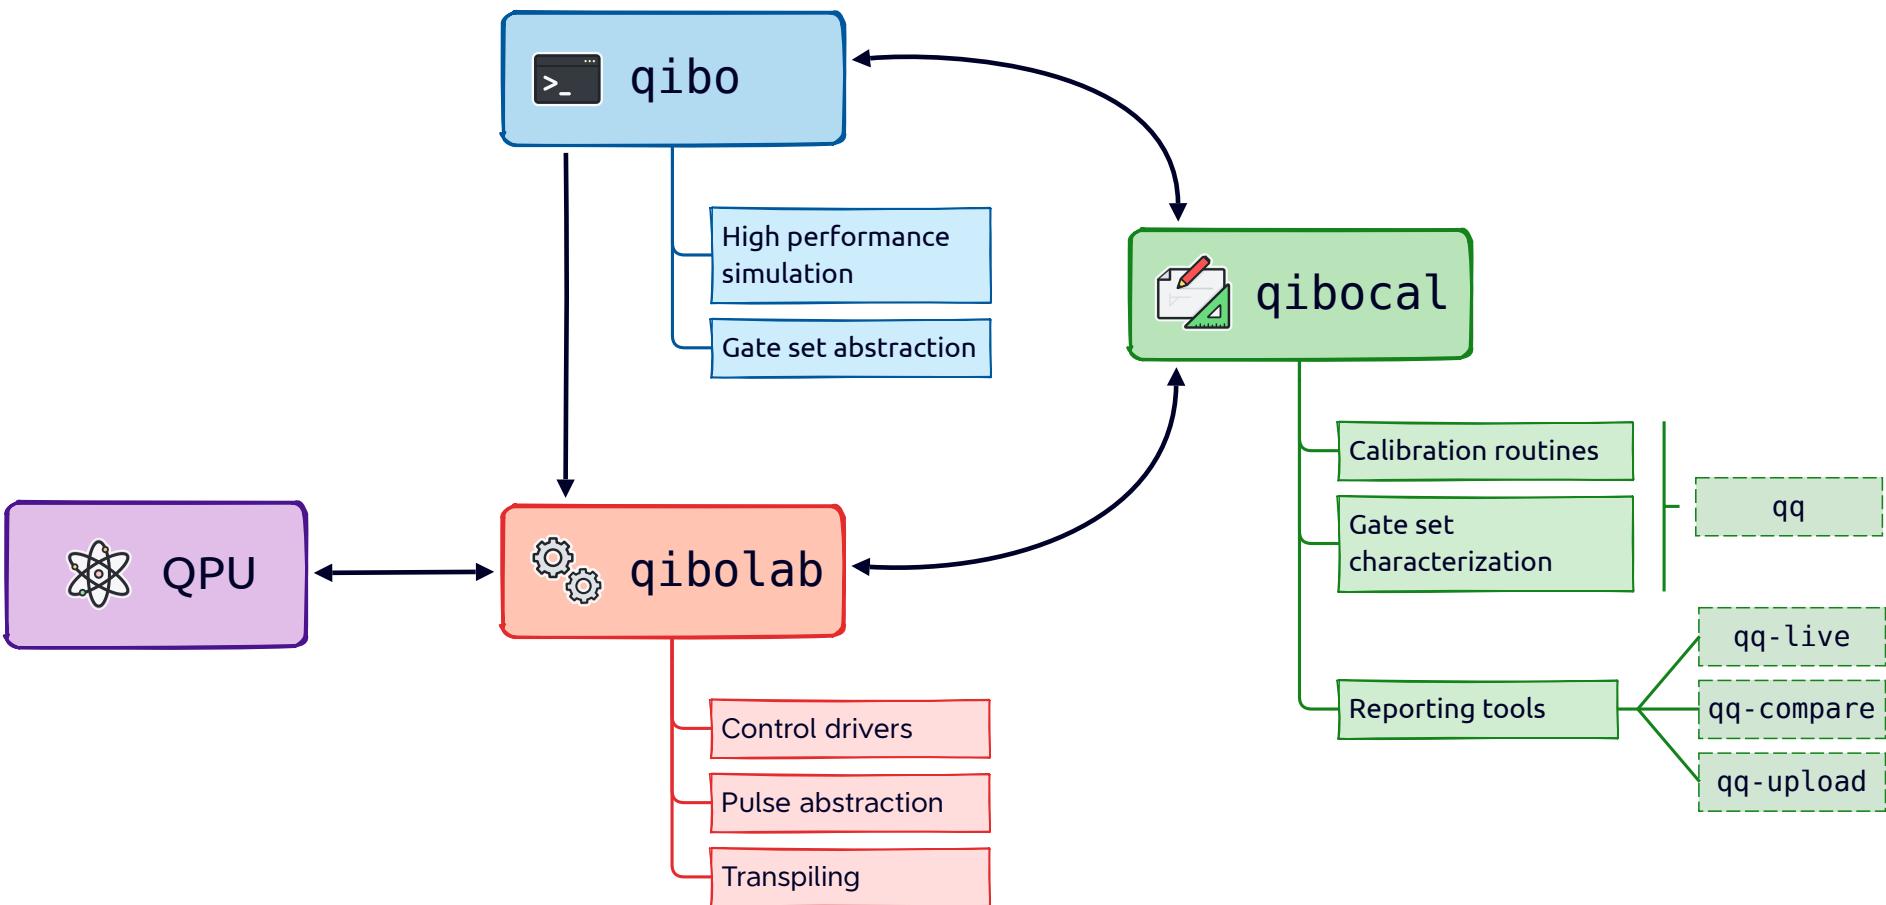 >_
qibo
High performance
simulation
Gate set abstraction
qibocal
Calibration routines
Gate set
characterization
qq
Reporting tools
qq-live
qq-compare
qq-upload
QPU
qibolab
Control drivers
Pulse abstraction
Transpiling